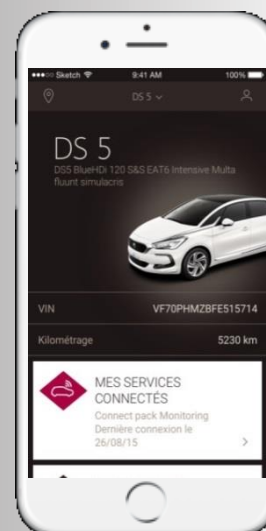 Sketch 9:41 AM 100%
DS 5
DS 5
DS5 BlueHDi 120 S&S EAT6 Intensive Multa
fluunt simulacris
VIN VF70PHMZBFE515714
Kilométrage 5230 km
MES SERVICES
CONNECTÉS
Connect pack Monitoring
Dernière connexion le
26/08/15